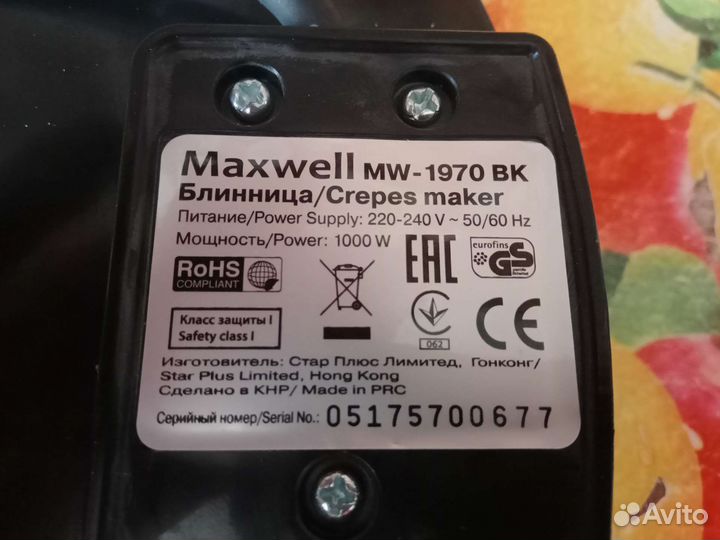 Maxwell MW-1970 BK
Блинница/Crepes maker
Питание/Power Supply: 220-240 V ~ 50/60 Hz
Мощность/Power: 1000 W
RoHS
COMPLIANT
EAC
eurofins
GS
062
CE
Класс защиты I
Safety class I
Изготовитель: Стар Плюс Лимитед, Гонконг/
Star Plus Limited, Hong Kong
Сделано в КНР/ Made in PRC
Серийный номер/Serial No.: 05175700677
Avito